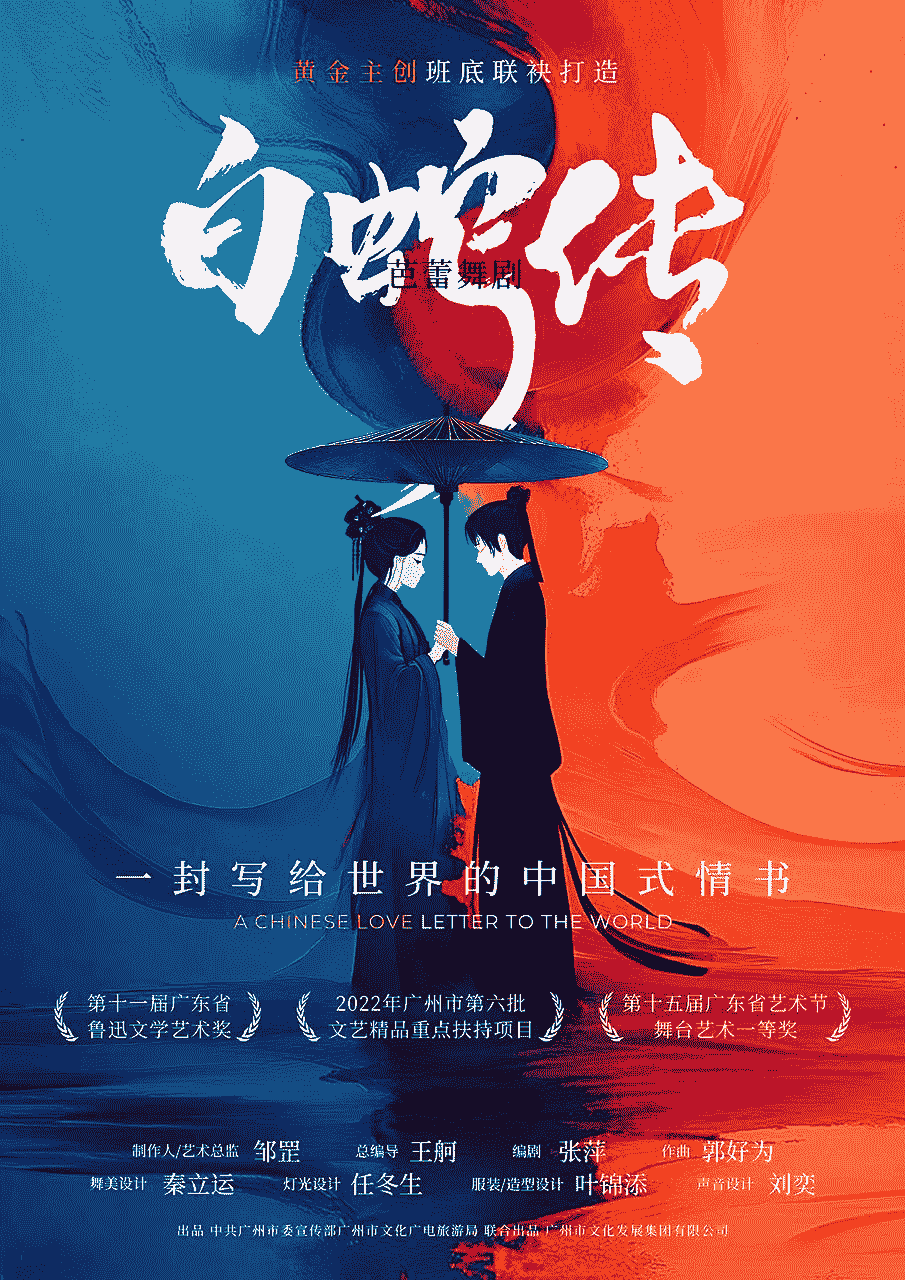 黄金主创班底联袂打造
白蛇传
芭蕾舞剧
一封写给世界的中国式情书
A CHINESE LOVE LETTER TO THE WORLD
第十一届广东省
鲁迅文学艺术奖
2022年广州市第六批
文艺精品重点扶持项目
第十五届广东省艺术节
舞台艺术一等奖
制作人/艺术总监 邹罡 总编导 王舸 编剧 张萍 作曲 郭好为
舞美设计 秦立运 灯光设计 任冬生 服装/造型设计 叶锦添 声音设计 刘奕
出品 中共广州市委宣传部广州市文化广电旅游局 联合出品 广州市文化发展集团有限公司